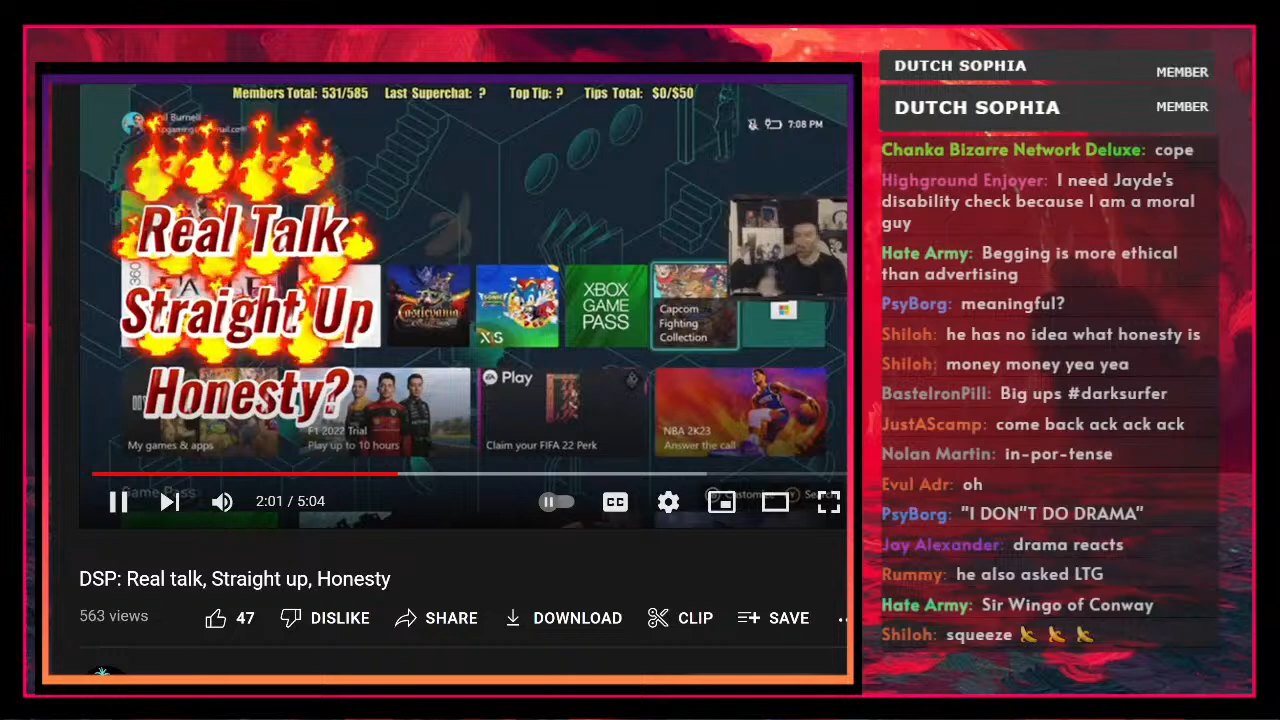 DUTCH SOPHIA
MEMBER
DUTCH SOPHIA
MEMBER
Members Total: 531/585 Last Superchat: ? Top Tip: ? Tips Total: $0/$50
Burnell
7:08 PM
Real Talk
Straight Up
Honesty?
360
Castlevania
X|S
XBOX
GAME
PASS
Capcom
Fighting
Collection
My games & apps
F1 2022 Trial
Play up to 10 hours
Play
Claim your FIFA 22 Perk
NBA 2K23
Answer the call
2:01 / 5:04
CC
Game Pass
Customize
DSP: Real talk, Straight up, Honesty
563 views
47
DISLIKE
SHARE
DOWNLOAD
CLIP
SAVE
Chanka Bizarre Network Deluxe: cope
Highground Enjoyer: I need Jayde's
disability check because I am a moral
guy
Hate Army: Begging is more ethical
than advertising
PsyBorg: meaningful?
Shiloh: he has no idea what honesty is
Shiloh: money money yea yea
BasteIronPill: Big ups #darksurfer
JustAScamp: come back ack ack ack
Nolan Martin: in-por-tense
Evul Adr: oh
PsyBorg: "I DON"T DO DRAMA"
Jay Alexander: drama reacts
Rummy: he also asked LTG
Hate Army: Sir Wingo of Conway
Shiloh: squeeze 🍌 🍌 🍌